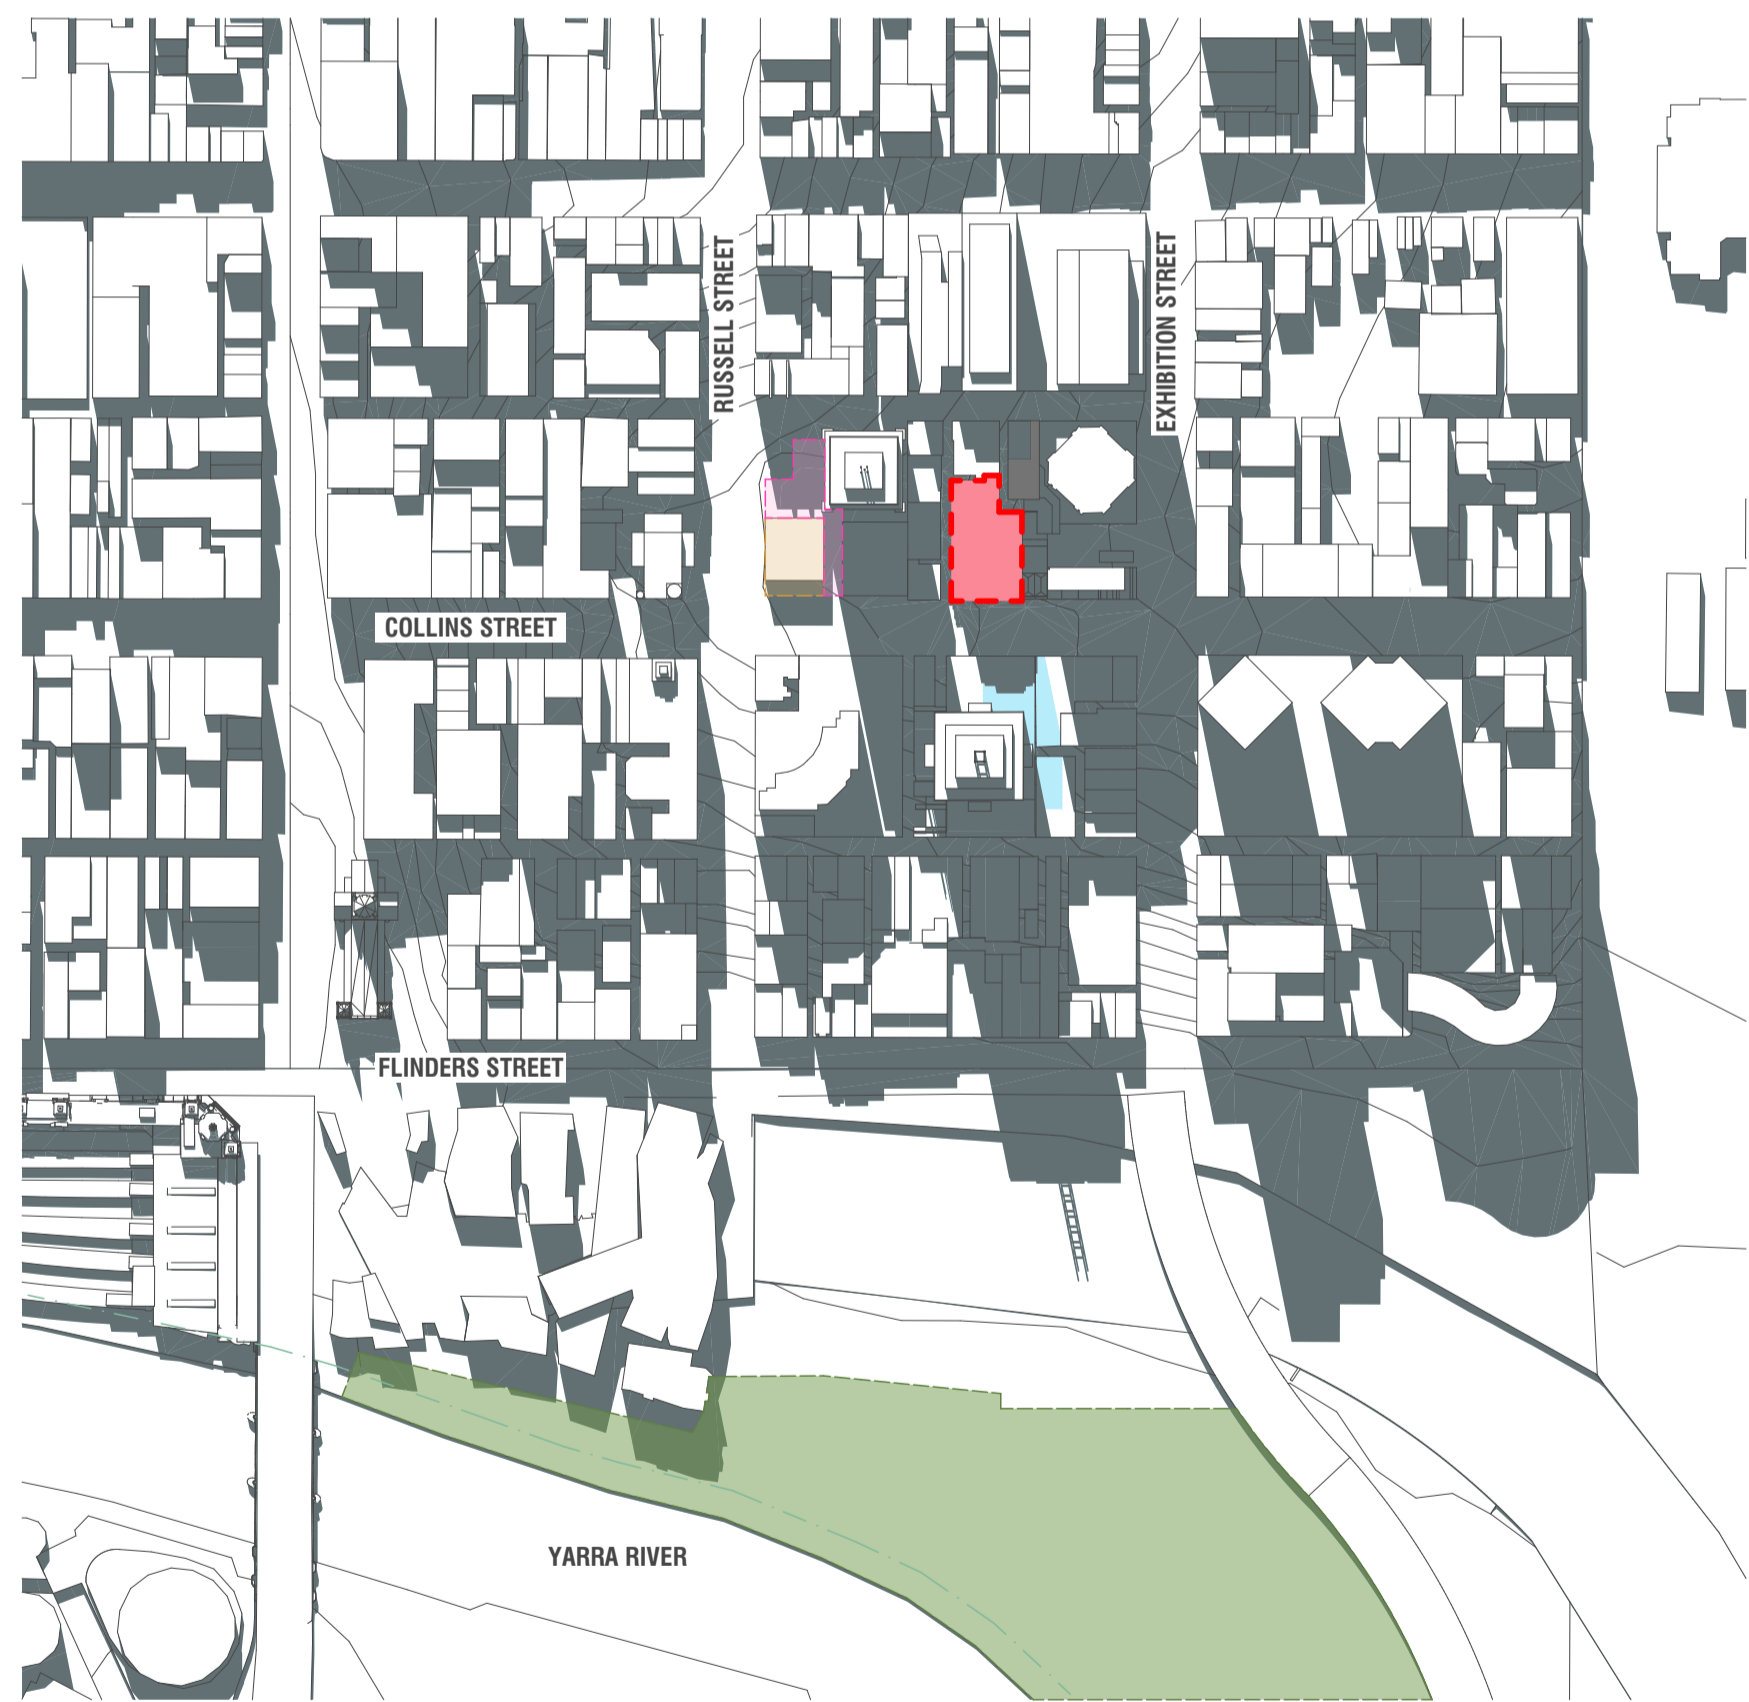 RUSSELL STREET
EXHIBITION STREET
COLLINS STREET
FLINDERS STREET
YARRA RIVER